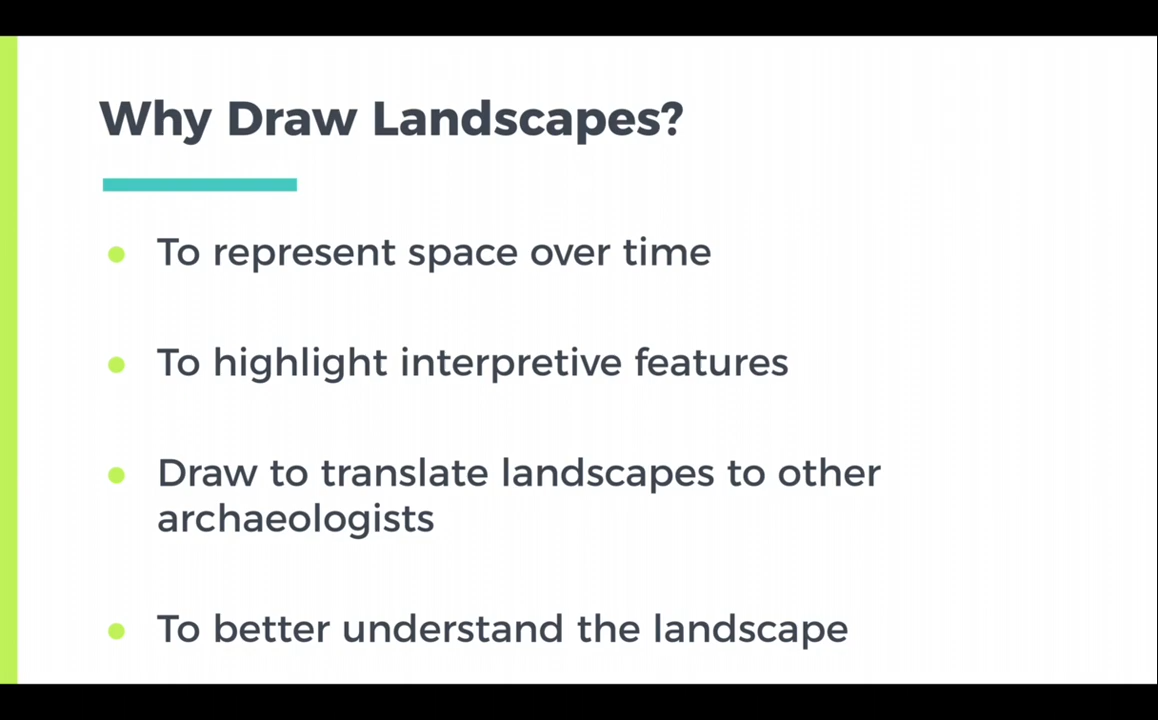 Why Draw Landscapes?
To represent space over time
To highlight interpretive features
Draw to translate landscapes to other
archaeologists
To better understand the landscape